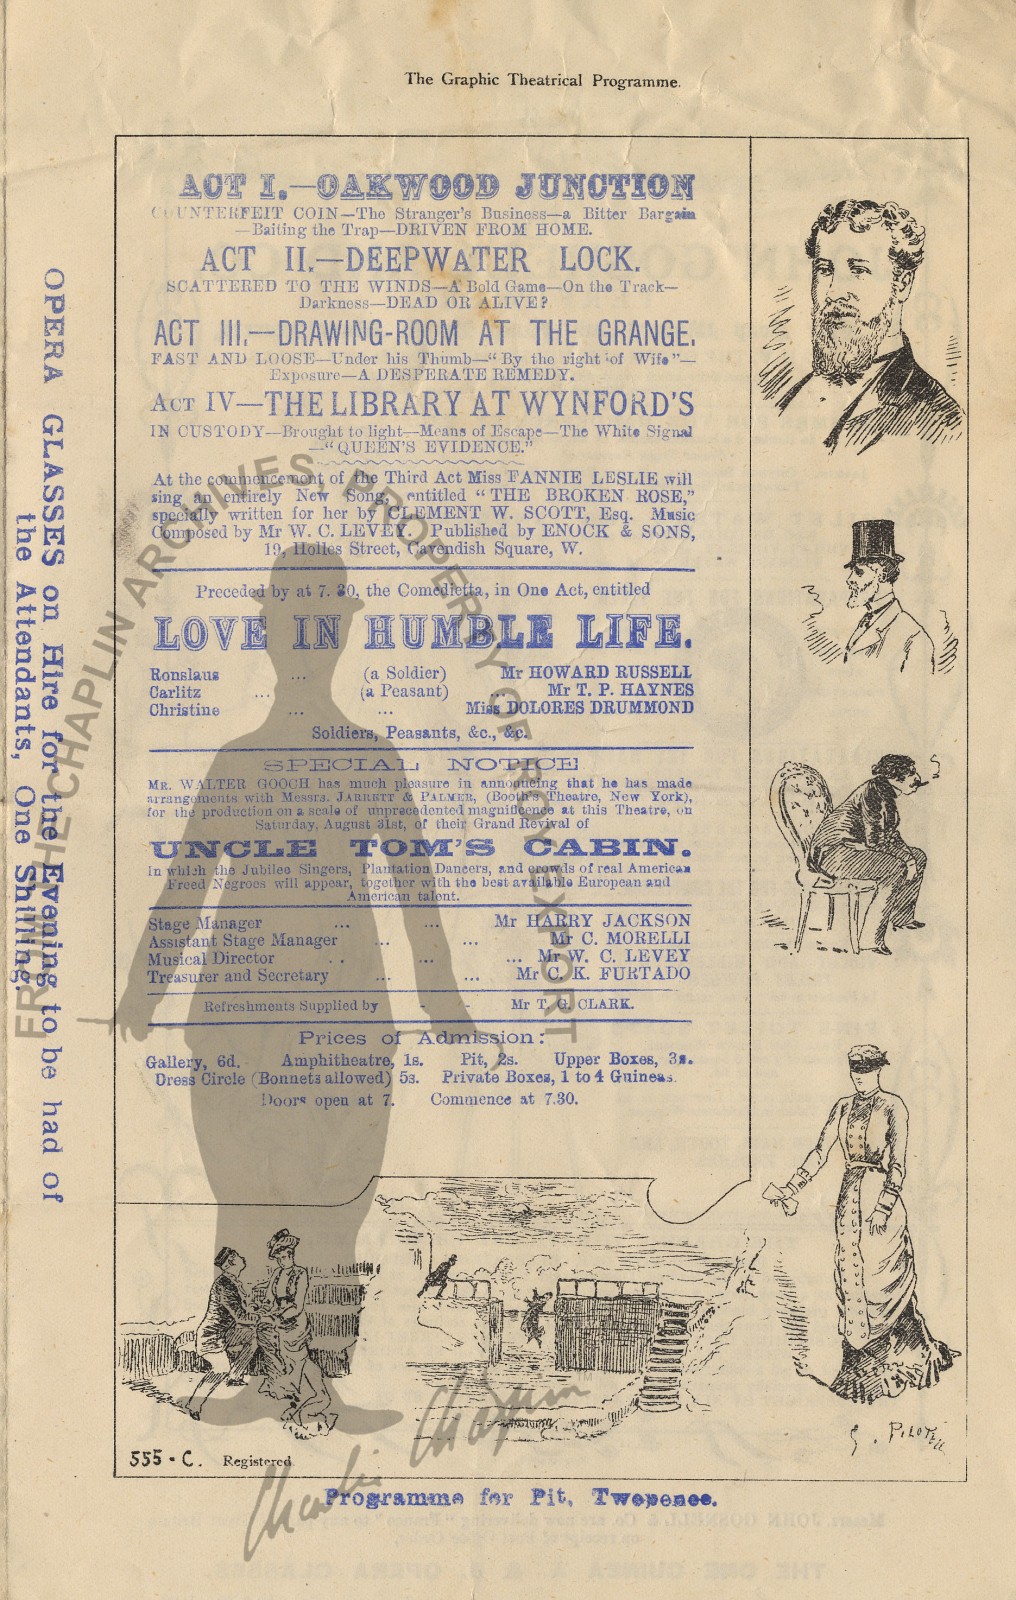 The Graphic Theatrical Programme.
ACT I.—OAKWOOD JUNCTION
COUNTERFEIT COIN—The Stranger's Business—a Bitter Bargain
—Baiting the Trap—DRIVEN FROM HOME.
ACT II.—DEEPWATER LOCK.
SCATTERED TO THE WINDS—A Bold Game—On the Track—
Darkness—DEAD OR ALIVE?
ACT III.—DRAWING-ROOM AT THE GRANGE.
FAST AND LOOSE—Under his Thumb—"By the right of Wife"—
Exposure—A DESPERATE REMEDY.
ACT IV—THE LIBRARY AT WYNFORD'S
IN CUSTODY—Brought to light—Means of Escape—The White Signal
—"QUEEN'S EVIDENCE."
At the commencement of the Third Act Miss FANNIE LESLIE will
sing an entirely New Song, entitled "THE BROKEN ROSE,"
specially written for her by CLEMENT W. SCOTT, Esq. Music
Composed by Mr W. C. LEVEY Published by ENOCK & SONS,
19, Holles Street, Cavendish Square, W.
Preceded by at 7.30, the Comedietta, in One Act, entitled
LOVE IN HUMBLE LIFE.
Ronslaus ... (a Soldier) Mr HOWARD RUSSELL
Carlitz ... (a Peasant) ... Mr T. P. HAYNES
Christine ... ... Miss DOLORES DRUMMOND
Soldiers, Peasants, &c., &c.
SPECIAL NOTICE
MR. WALTER GOOCH has much pleasure in announcing that he has made
arrangements with Messrs. JARRETT & PALMER, (Booth's Theatre, New York),
for the production on a scale of unprecedented magnificence at this Theatre, on
Saturday, August 31st, of their Grand Revival of
UNCLE TOM'S CABIN.
In which the Jubilee Singers, Plantation Dancers, and crowds of real American
Freed Negroes will appear, together with the best available European and
American talent.
Stage Manager ... ... Mr HARRY JACKSON
Assistant Stage Manager ... ... Mr C. MORELLI
Musical Director .. ... ... Mr W. C. LEVEY
Treasurer and Secretary ... ... Mr C. K. FURTADO
Refreshments Supplied by - - Mr T. G. CLARK.
Prices of Admission:
Gallery, 6d. Amphitheatre, 1s. Pit, 2s. Upper Boxes, 3s.
Dress Circle (Bonnets allowed) 5s. Private Boxes, 1 to 4 Guineas.
Doors open at 7. Commence at 7.30.
OPERA GLASSES on Hire for the Evening to be had of
the Attendants, One Shilling.
FROM THE CHAPLIN ARCHIVES, PROPERTY OF ROY EXPORT
Charlie Chaplin
TM
G. PILOTELL
555-C. Registered
Programme for Pit, Twopence.